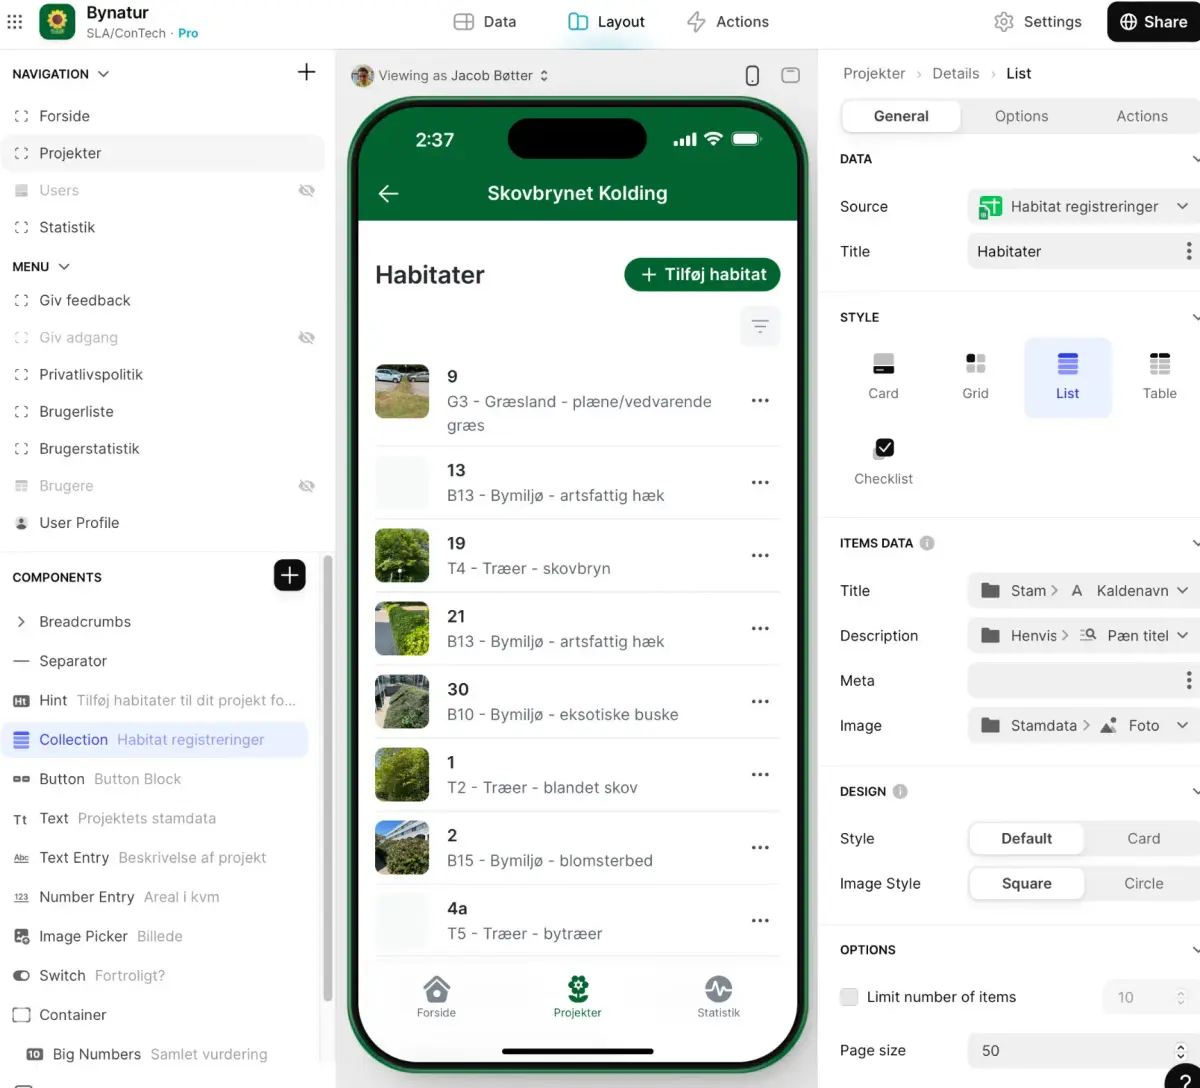 Bynatur
SLA/ConTech · Pro
Data
Layout
Actions
Settings
Share
NAVIGATION
Forside
Projekter
Users
Statistik
MENU
Giv feedback
Giv adgang
Privatlivspolitik
Brugerliste
Brugerstatistik
Brugere
User Profile
COMPONENTS
Breadcrumbs
Separator
Ht Hint Tilføj habitater til dit projekt fo...
Collection Habitat registreringer
Button Button Block
Tt Text Projektets stamdata
Abc Text Entry Beskrivelse af projekt
123 Number Entry Areal i kvm
Image Picker Billede
Switch Fortroligt?
Container
10 Big Numbers Samlet vurdering
Viewing as Jacob Bøtter
2:37
Skovbrynet Kolding
Habitater
+ Tilføj habitat
9
G3 - Græsland - plæne/vedvarende
græs
13
B13 - Bymiljø - artsfattig hæk
19
T4 - Træer - skovbryn
21
B13 - Bymiljø - artsfattig hæk
30
B10 - Bymiljø - eksotiske buske
1
T2 - Træer - blandet skov
2
B15 - Bymiljø - blomsterbed
4a
T5 - Træer - bytræer
Forside
Projekter
Statistik
Projekter › Details › List
General
Options
Actions
DATA
Source
Habitat registreringer
Title
Habitater
STYLE
Card
Grid
List
Table
Checklist
ITEMS DATA
Title
Stam > A Kaldenavn
Description
Henvis > Pæn titel
Meta
Image
Stamdata > Foto
DESIGN
Style
Default
Card
Image Style
Square
Circle
OPTIONS
Limit number of items
10
Page size
50
?